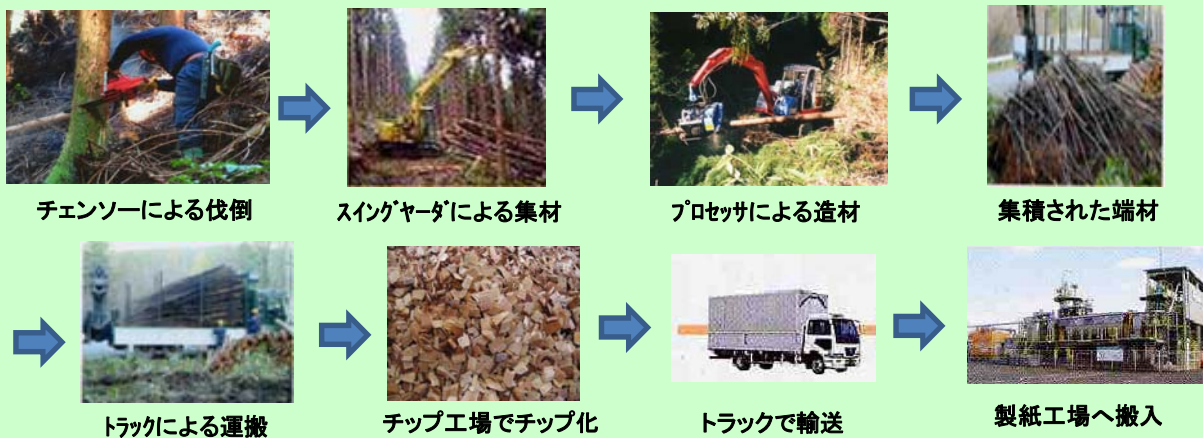 チェンソーによる伐倒
スイングヤーダによる集材
プロセッサによる造材
集積された端材
トラックによる運搬
チップ工場でチップ化
トラックで輸送
製紙工場へ搬入